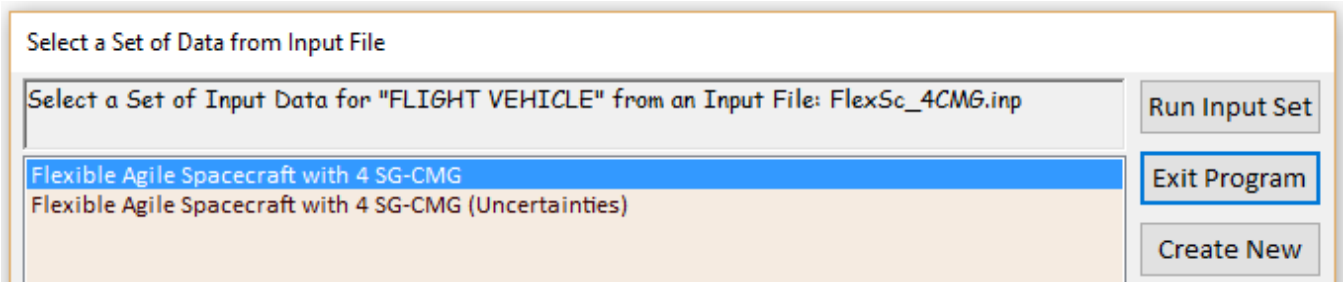 Select a Set of Data from Input File
Select a Set of Input Data for "FLIGHT VEHICLE" from an Input File: FlexSc_4CMG.inp
Run Input Set
Flexible Agile Spacecraft with 4 SG-CMG
Exit Program
Flexible Agile Spacecraft with 4 SG-CMG (Uncertainties)
Create New